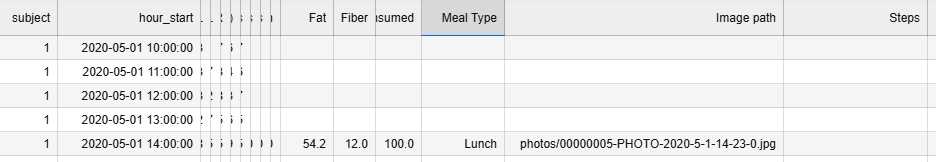 subject hour_start Fat Fiber Meal Type Image path Steps
1 2020-05-01 10:00:00
1 2020-05-01 11:00:00
1 2020-05-01 12:00:00
1 2020-05-01 13:00:00
1 2020-05-01 14:00:00 54.2 12.0 100.0 Lunch photos/00000005-PHOTO-2020-5-1-14-23-0.jpg